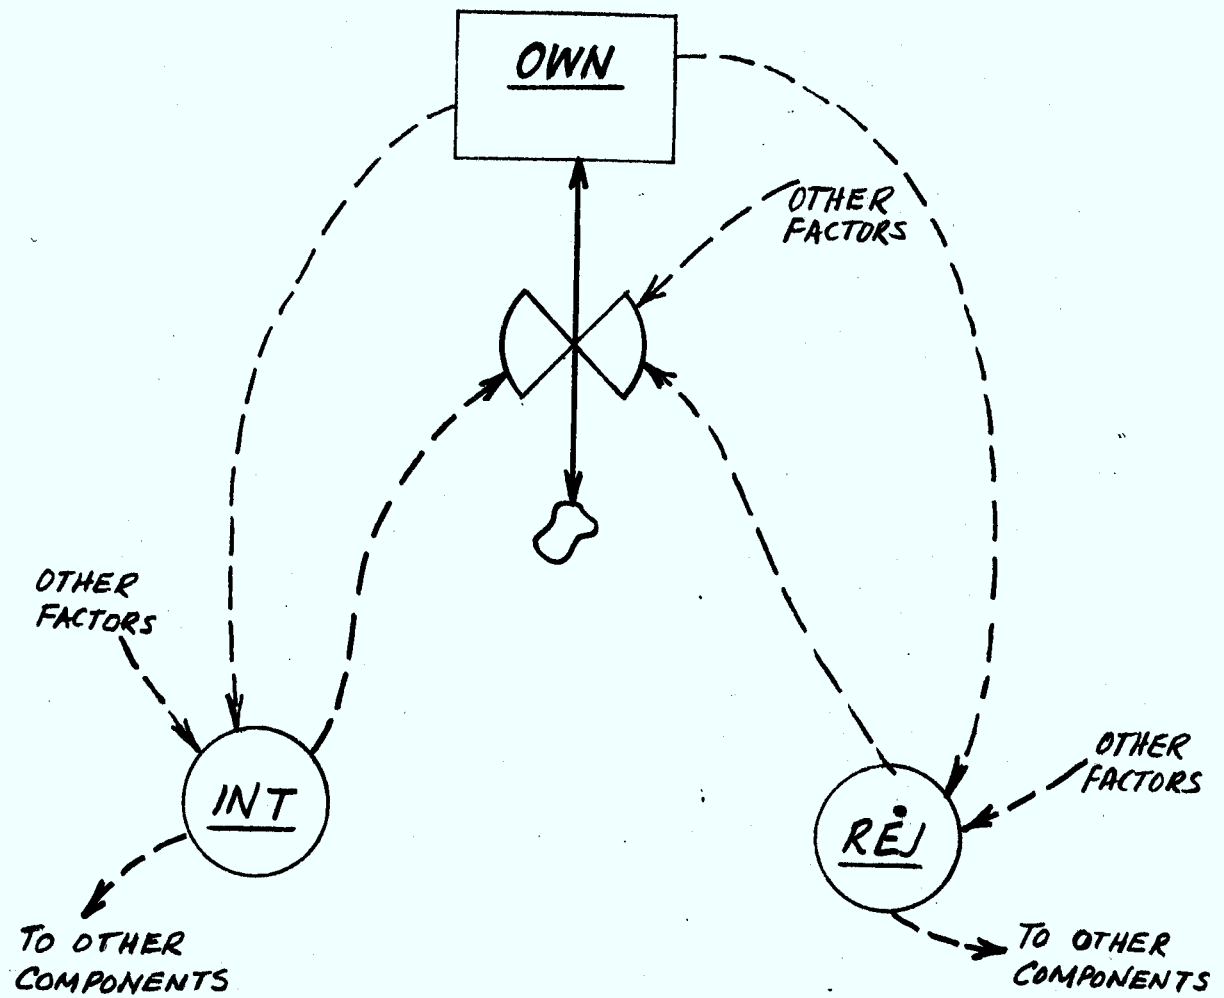 OWN
OTHER
FACTORS
OTHER
FACTORS
INT
OTHER
FACTORS
REJ
TO OTHER
COMPONENTS
TO OTHER
COMPONENTS